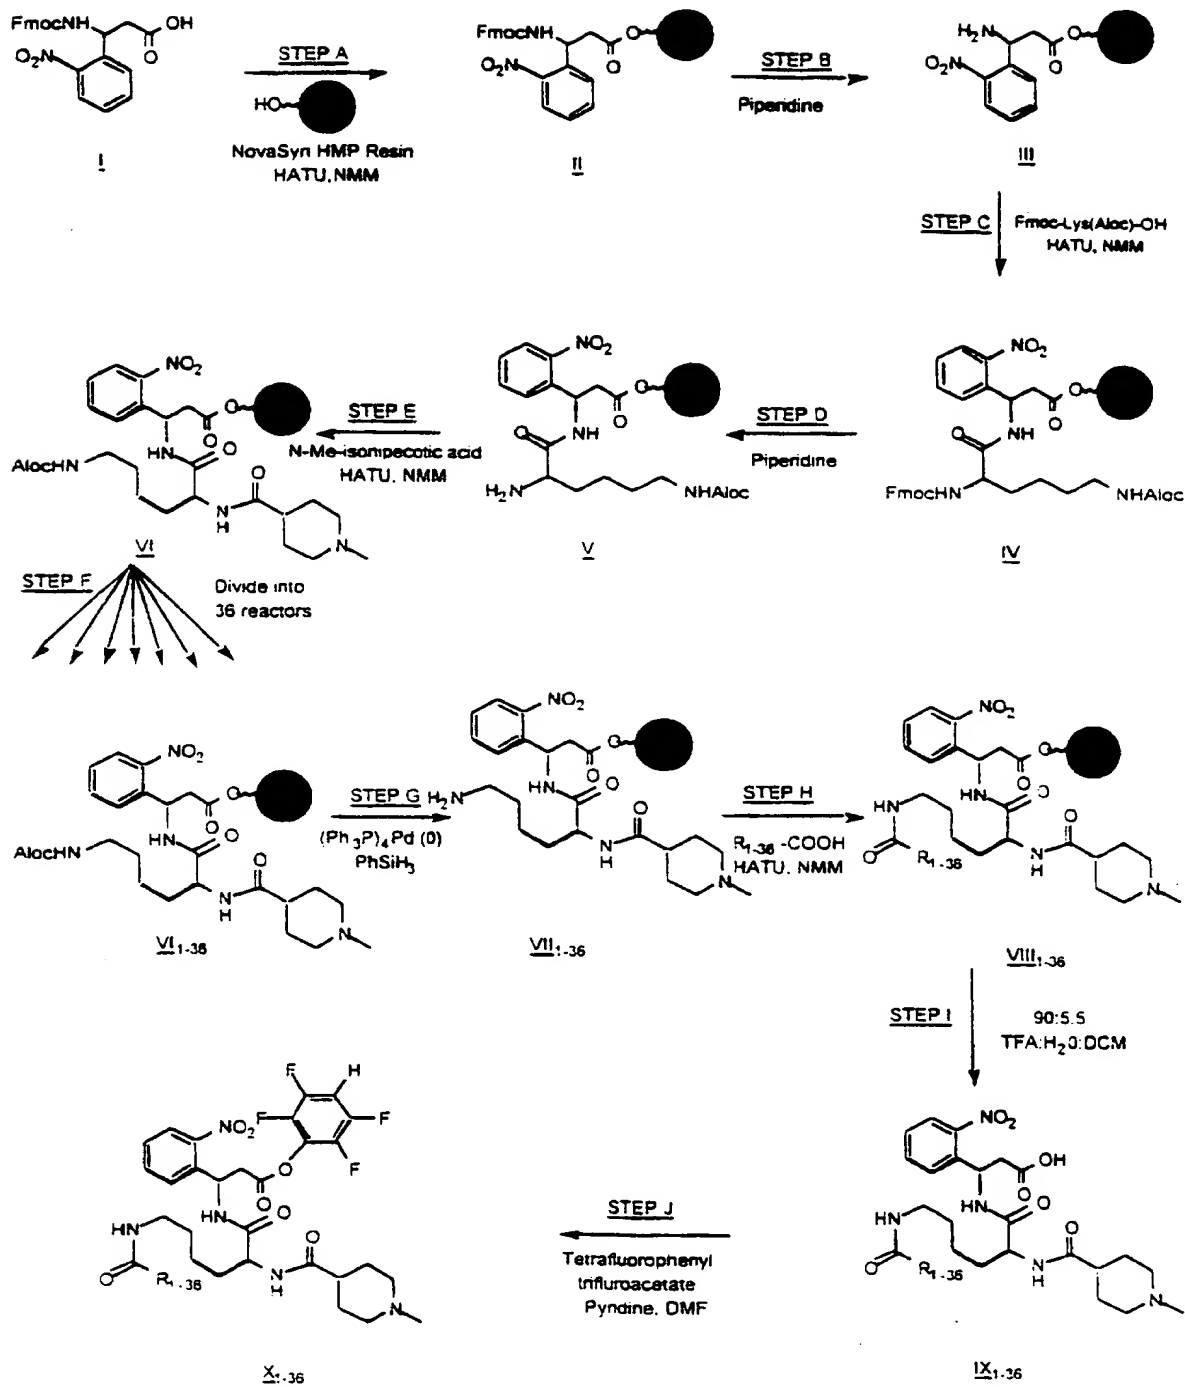 FmocNH
OH
O
NO₂
I
STEP A
HO
NovaSyn HMP Resin
HATU, NMM
FmocNH
O
O
NO₂
II
STEP B
Piperidine
H₂N
O
O
NO₂
III
STEP C
Fmoc-Lys(Aloc)-OH
HATU, NMM
NO₂
O
O
NH
O
FmocHN
NHAloc
IV
STEP D
Piperidine
NO₂
O
O
NH
O
H₂N
NHAloc
V
STEP E
N-Me-isonipecotic acid
HATU, NMM
NO₂
O
O
HN
O
AlocHN
O
N
H
N
VI
STEP F
Divide into
36 reactors
NO₂
O
O
HN
O
AlocHN
O
N
H
N
VI₁₋₃₆
STEP G
(Ph₃P)₄Pd (0)
PhSiH₃
NO₂
O
O
HN
O
H₂N
O
N
H
N
VII₁₋₃₆
STEP H
R₁₋₃₆-COOH
HATU, NMM
NO₂
O
O
HN
O
HN
O
O
R₁₋₃₆
N
H
N
VIII₁₋₃₆
STEP I
90:5.5
TFA:H₂O:DCM
NO₂
OH
O
HN
O
HN
O
O
R₁₋₃₆
N
H
N
IX₁₋₃₆
STEP J
Tetrafluorophenyl
trifluroacetate
Pyridine, DMF
F
H
NO₂
F
F
O
F
O
HN
O
HN
O
O
R₁₋₃₆
N
H
N
X₁₋₃₆